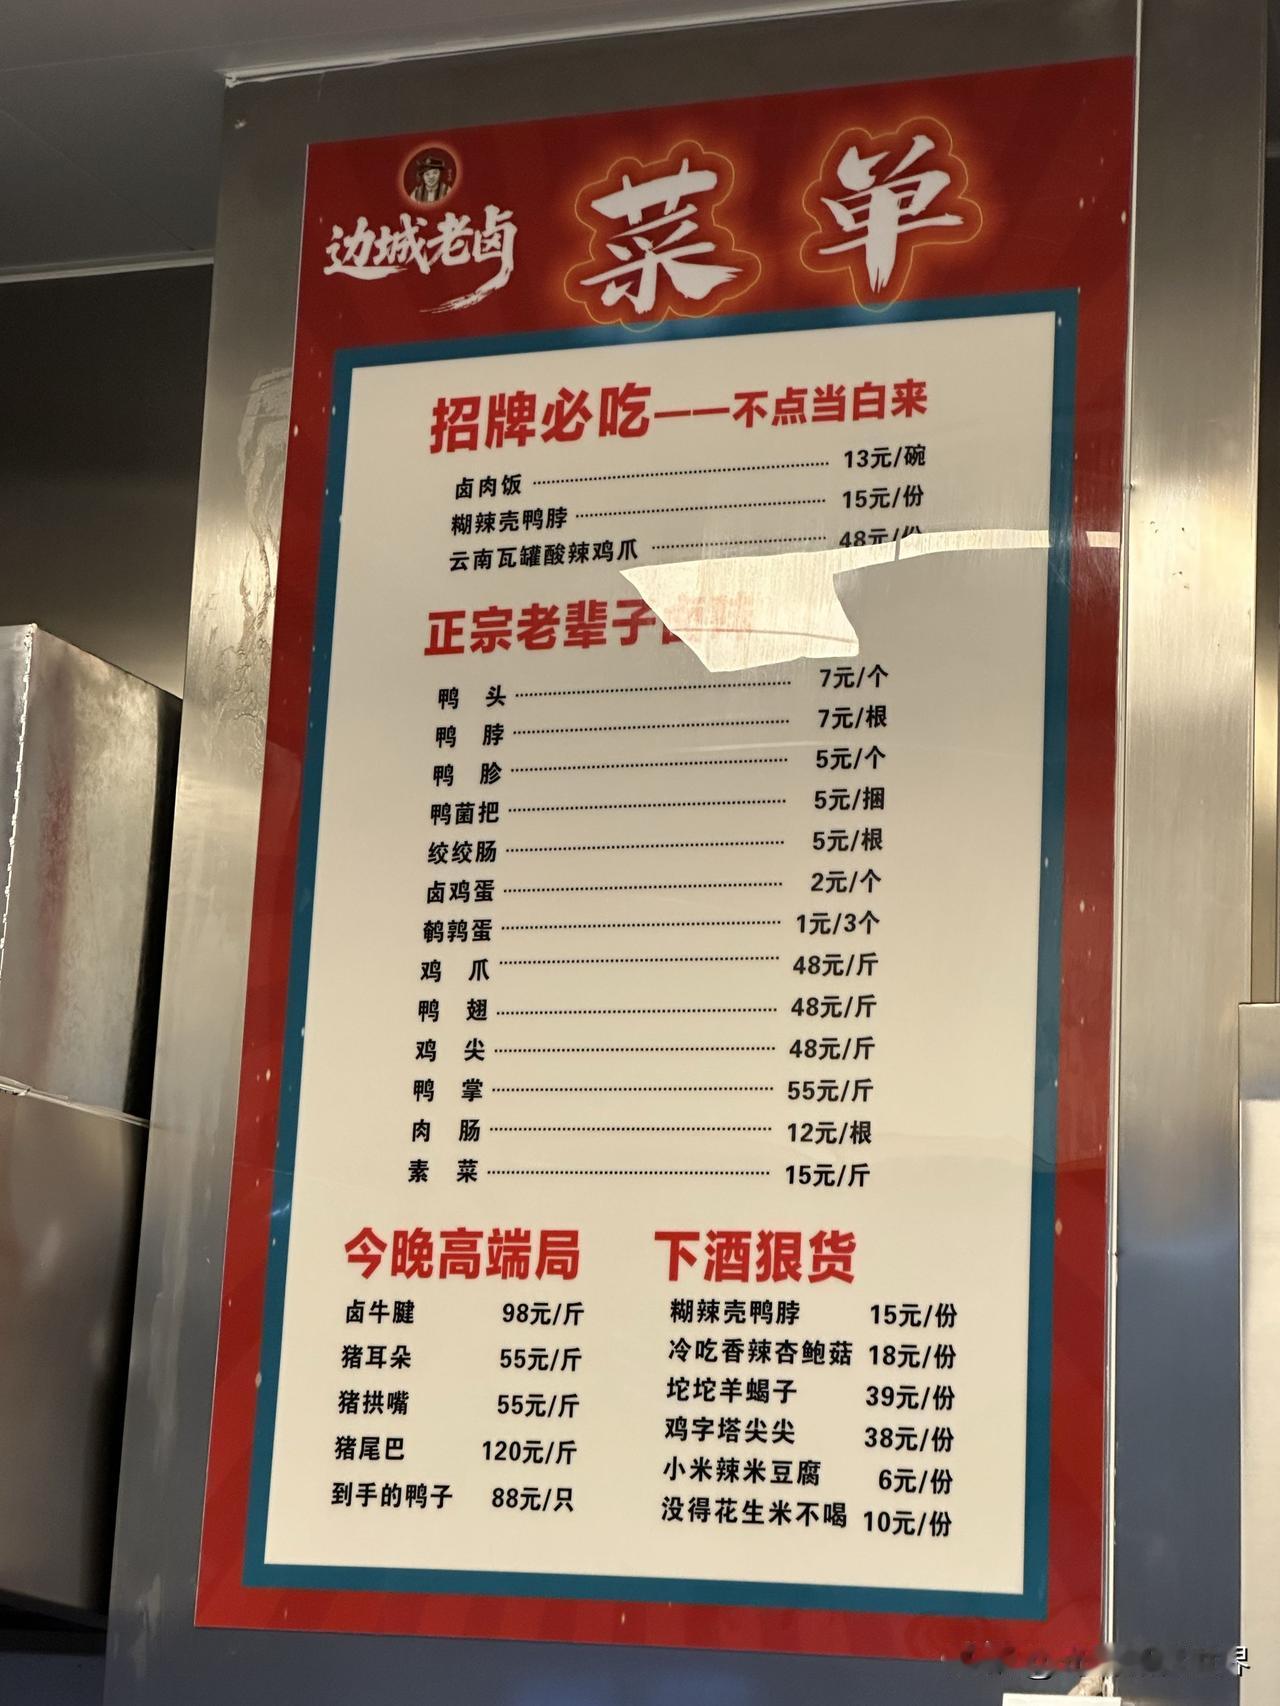 边城老卤
菜单
招牌必吃——不点当白来
卤肉饭 13元/碗
糊辣壳鸭脖 15元/份
云南瓦罐酸辣鸡爪 48元/份
正宗老辈子
鸭头 7元/个
鸭脖 7元/根
鸭胗 5元/个
鸭菌把 5元/捆
绞绞肠 5元/根
卤鸡蛋 2元/个
鹌鹑蛋 1元/3个
鸡爪 48元/斤
鸭翅 48元/斤
鸡尖 48元/斤
鸭掌 55元/斤
肉肠 12元/根
素菜 15元/斤
今晚高端局
卤牛腱 98元/斤
猪耳朵 55元/斤
猪拱嘴 55元/斤
猪尾巴 120元/斤
到手的鸭子 88元/只
下酒狠货
糊辣壳鸭脖 15元/份
冷吃香辣杏鲍菇 18元/份
坨坨羊蝎子 39元/份
鸡字塔尖尖 38元/份
小米辣米豆腐 6元/份
没得花生米不喝 10元/份
界